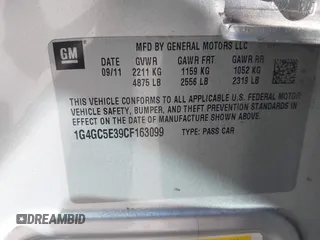 GM
MFD BY GENERAL MOTORS LLC
DATE GVWR GAWR FRT GAWR RR
09/11 2211 KG 1159 KG 1052 KG
4875 LB 2556 LB 2319 LB
THIS VEHICLE CONFORMS TO ALL APPLICABLE U.S. FEDERAL MOTOR
VEHICLE SAFETY, BUMPER, AND THEFT PREVENTION STANDARDS IN
EFFECT ON THE DATE OF MANUFACTURE SHOWN ABOVE.
1G4GC5E39CF163099 TYPE: PASS CAR
DREAMBID